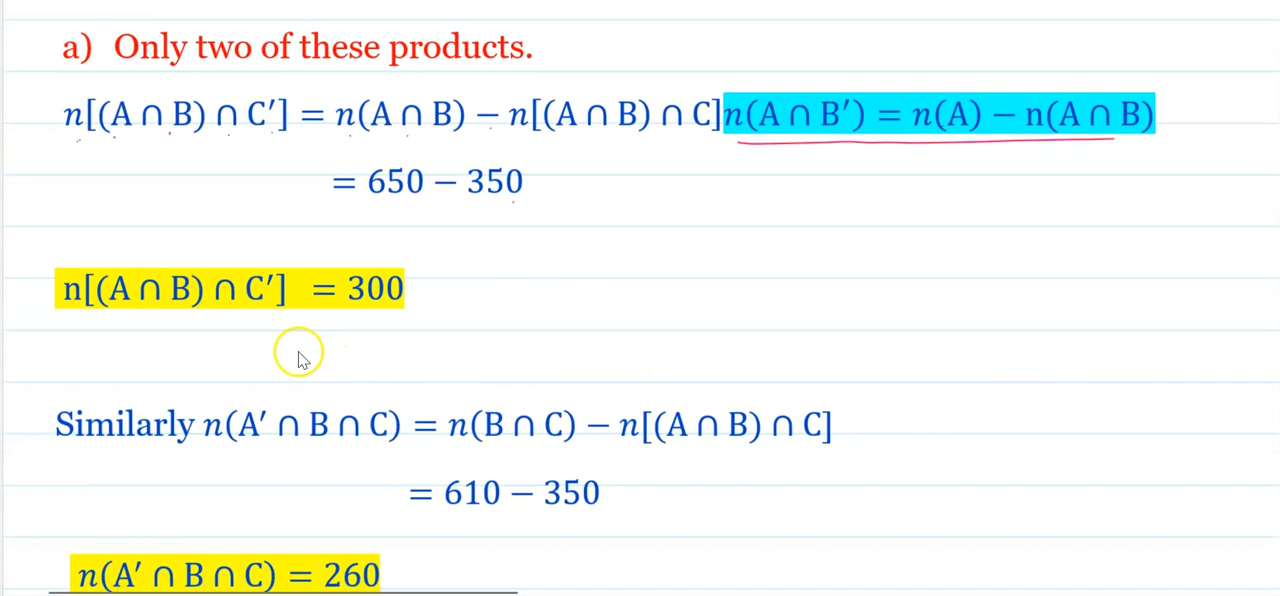 a) Only two of these products.
n[(A ∩ B) ∩ C′] = n(A ∩ B) − n[(A ∩ B) ∩ C]n(A ∩ B′) = n(A) − n(A ∩ B)
= 650 − 350
n[(A ∩ B) ∩ C′] = 300
Similarly n(A′ ∩ B ∩ C) = n(B ∩ C) − n[(A ∩ B) ∩ C]
= 610 − 350
n(A′ ∩ B ∩ C) = 260